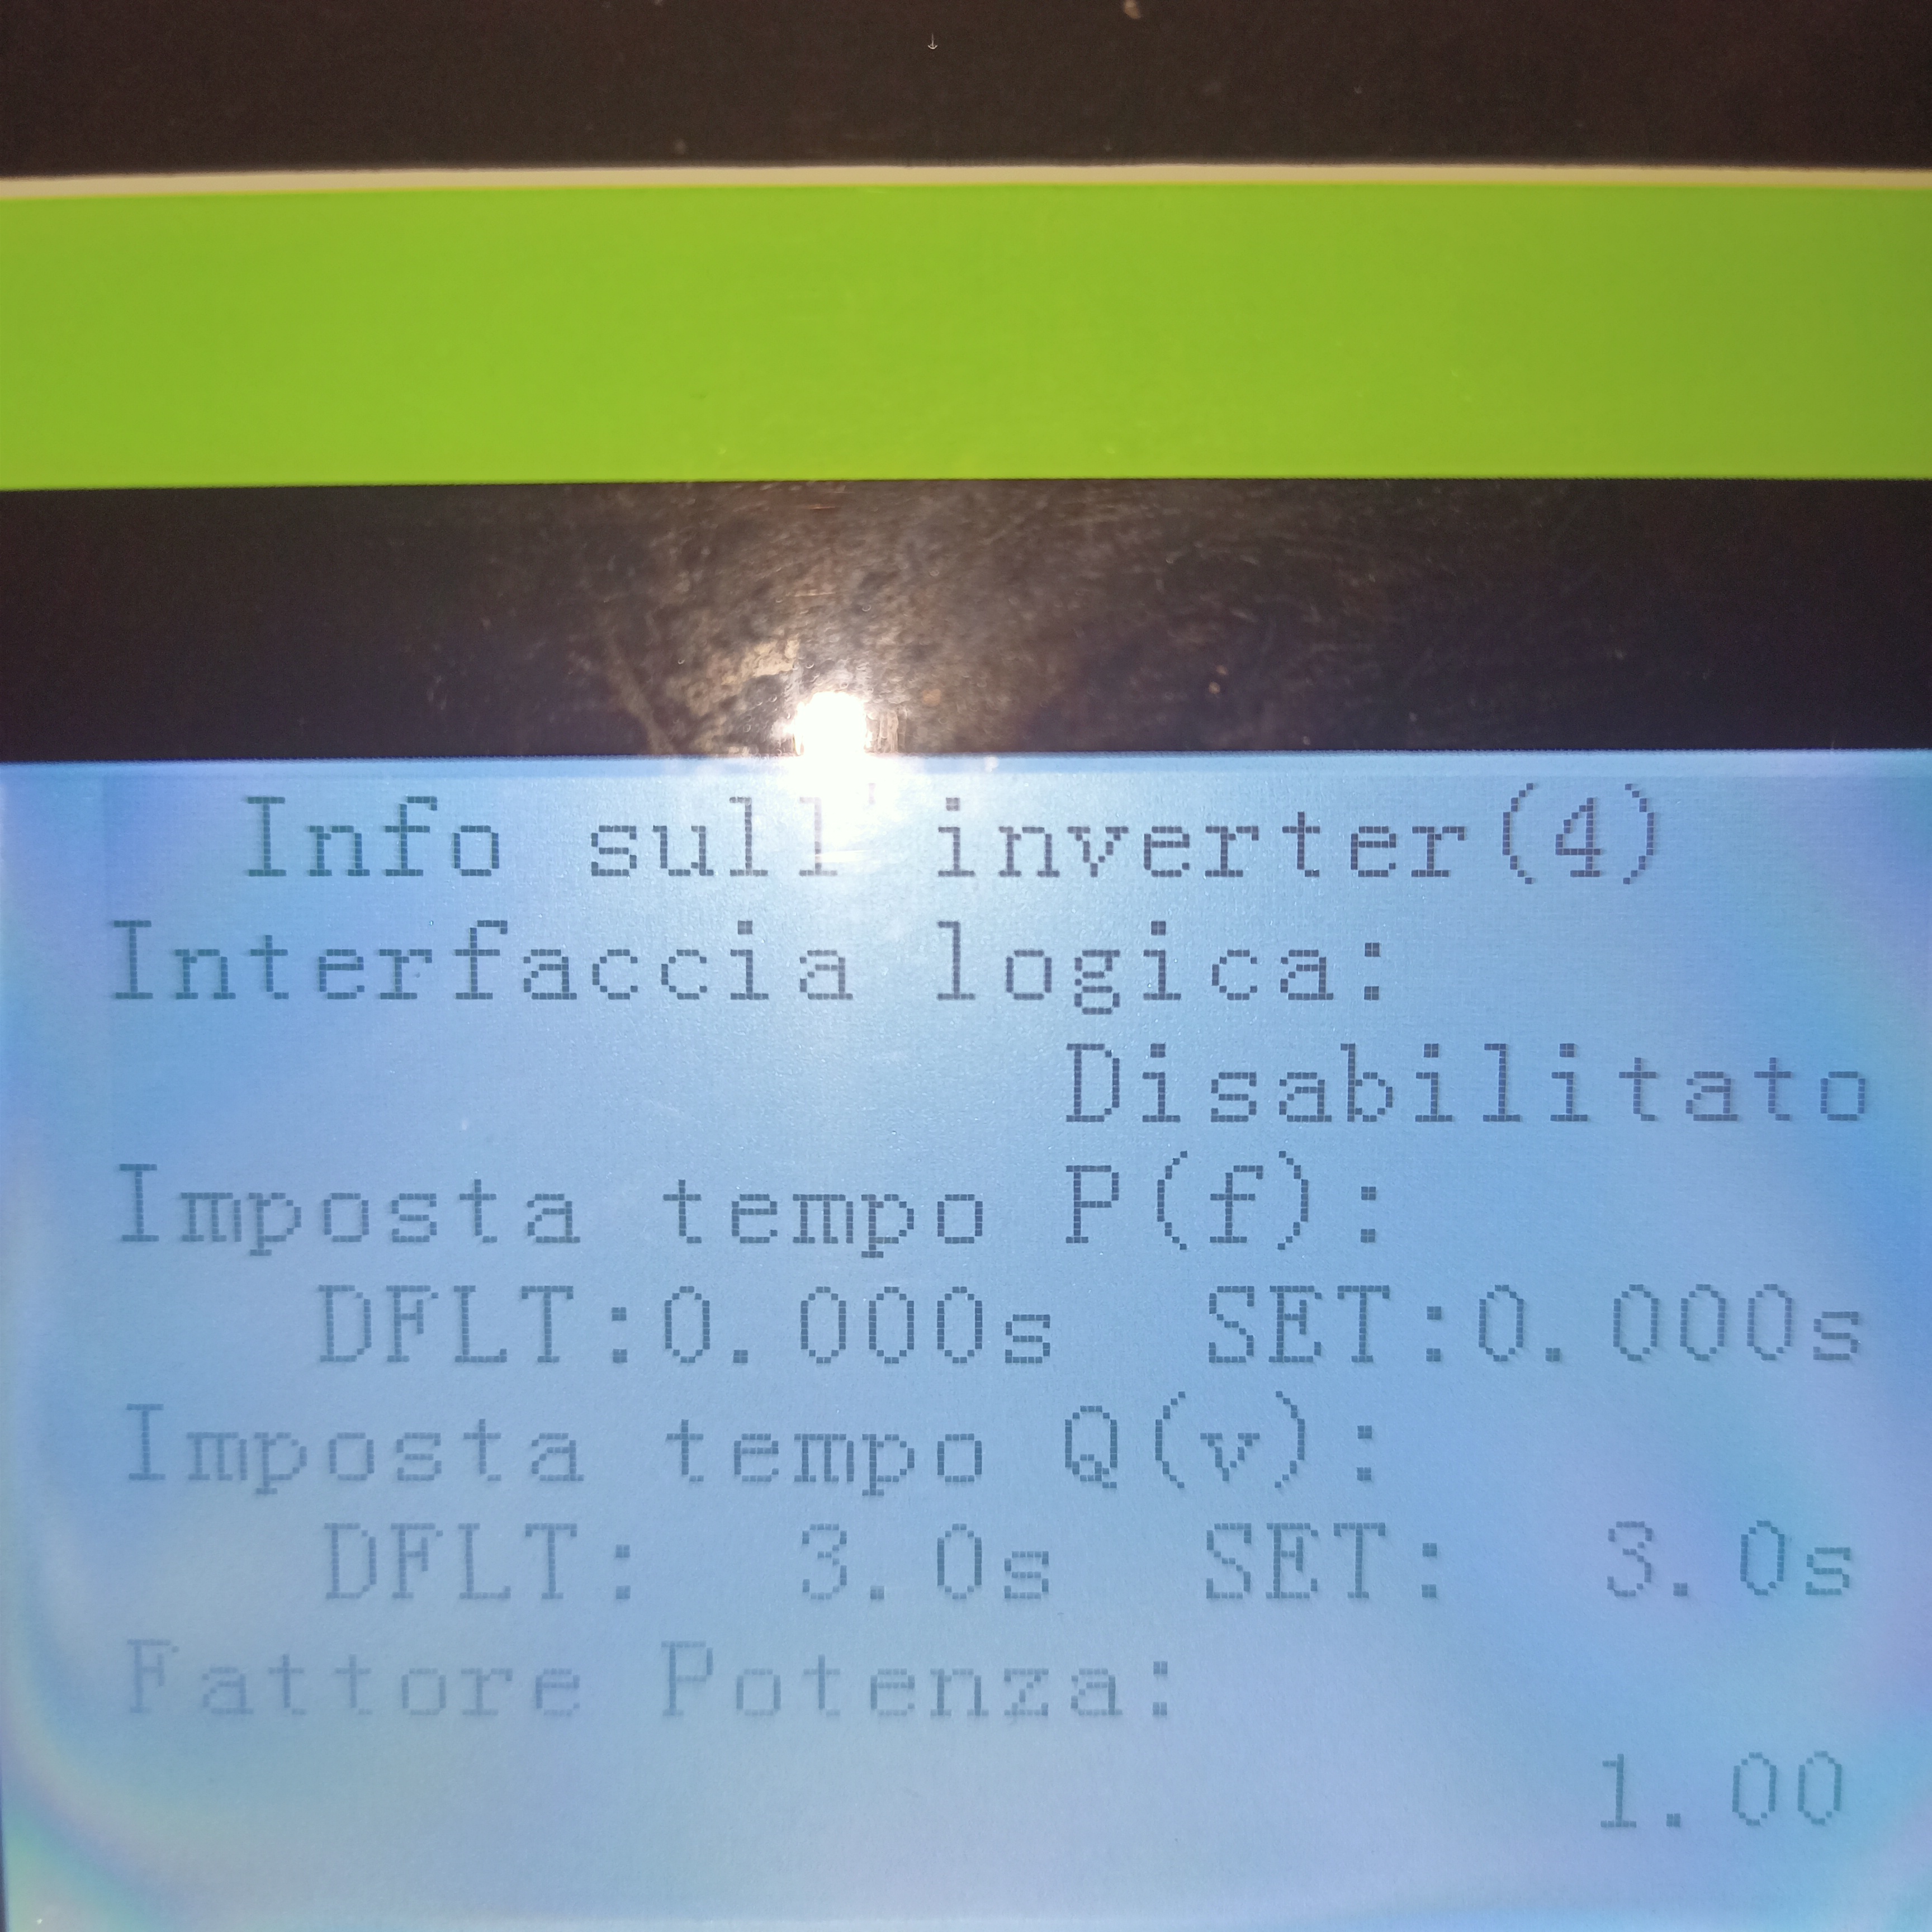 Info sull'inverter(4)
Interfaccia logica:
Disabilitato
Imposta tempo P(f):
DFLT:0.000s SET:0.000s
Imposta tempo Q(v):
DFLT: 3.0s SET: 3.0s
Fattore Potenza:
1.00